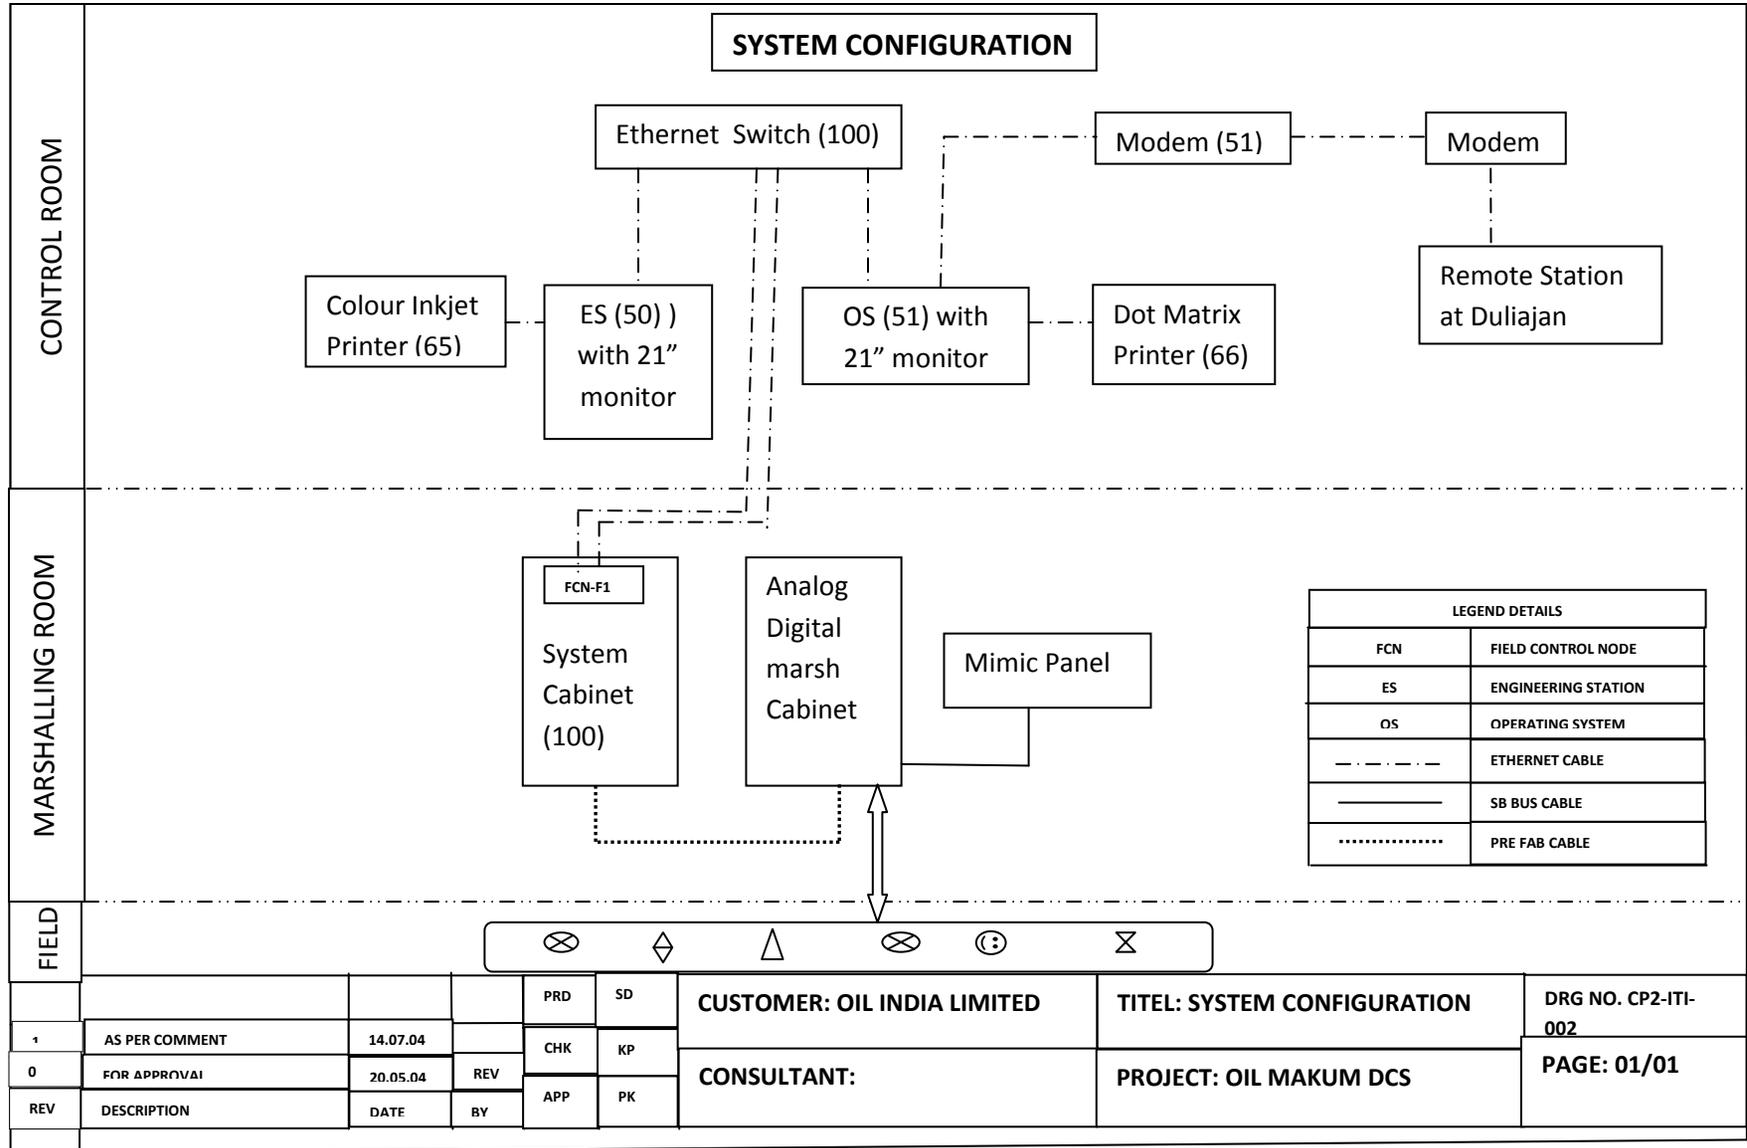 SYSTEM CONFIGURATION
CONTROL ROOM
Ethernet Switch (100)
Modem (51)
Modem
Colour Inkjet
Printer (65)
ES (50) )
with 21” 
monitor
OS (51) with
21” monitor
Dot Matrix
Printer (66)
Remote Station
at Duliajan
MARSHALLING ROOM
FCN-F1
System
Cabinet
(100)
Analog
Digital
marsh
Cabinet
Mimic Panel
LEGEND DETAILS
FCN FIELD CONTROL NODE
ES ENGINEERING STATION
OS OPERATING SYSTEM
ETHERNET CABLE
SB BUS CABLE
PRE FAB CABLE
FIELD
1 AS PER COMMENT 14.07.04
0 FOR APPROVAL 20.05.04 REV
REV DESCRIPTION DATE BY
PRD SD
CHK KP
APP PK
CUSTOMER: OIL INDIA LIMITED
CONSULTANT:
TITEL: SYSTEM CONFIGURATION
PROJECT: OIL MAKUM DCS
DRG NO. CP2-ITI-
002
PAGE: 01/01